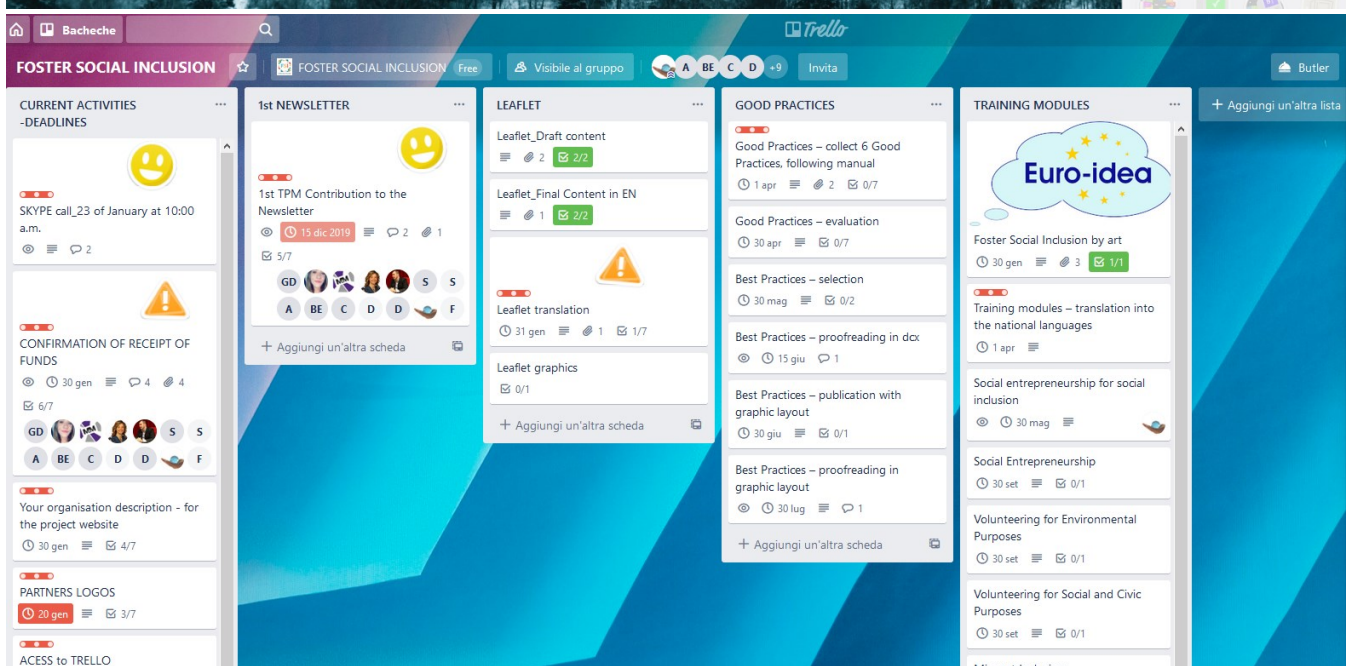 Bacheche
Trello
FOSTER SOCIAL INCLUSION
FOSTER SOCIAL INCLUSION Free
Visibile al gruppo
A BE C D +9
Invita
Butler
CURRENT ACTIVITIES
-DEADLINES
SKYPE call_23 of January at 10:00
a.m.
2
CONFIRMATION OF RECEIPT OF
FUNDS
30 gen 4 4
6/7
GD S S
A BE C D D F
Your organisation description - for
the project website
30 gen 4/7
PARTNERS LOGOS
20 gen 3/7
ACESS to TRELLO
1st NEWSLETTER
1st TPM Contribution to the
Newsletter
15 dic 2019 2 1
5/7
GD S S
A BE C D D F
+ Aggiungi un'altra scheda
LEAFLET
Leaflet_Draft content
2 2/2
Leaflet_Final Content in EN
1 2/2
Leaflet translation
31 gen 1 1/7
Leaflet graphics
0/1
+ Aggiungi un'altra scheda
GOOD PRACTICES
Good Practices – collect 6 Good
Practices, following manual
1 apr 2 0/7
Good Practices – evaluation
30 apr 0/7
Best Practices – selection
30 mag 0/2
Best Practices – proofreading in dcx
15 giu 1
Best Practices – publication with
graphic layout
30 giu 0/1
Best Practices – proofreading in
graphic layout
30 lug 1
+ Aggiungi un'altra scheda
TRAINING MODULES
Euro-idea
Foster Social Inclusion by art
30 gen 3 1/1
Training modules – translation into
the national languages
1 apr
Social entrepreneurship for social
inclusion
30 mag
Social Entrepreneurship
30 set 0/1
Volunteering for Environmental
Purposes
30 set 0/1
Volunteering for Social and Civic
Purposes
30 set 0/1
+ Aggiungi un'altra lista